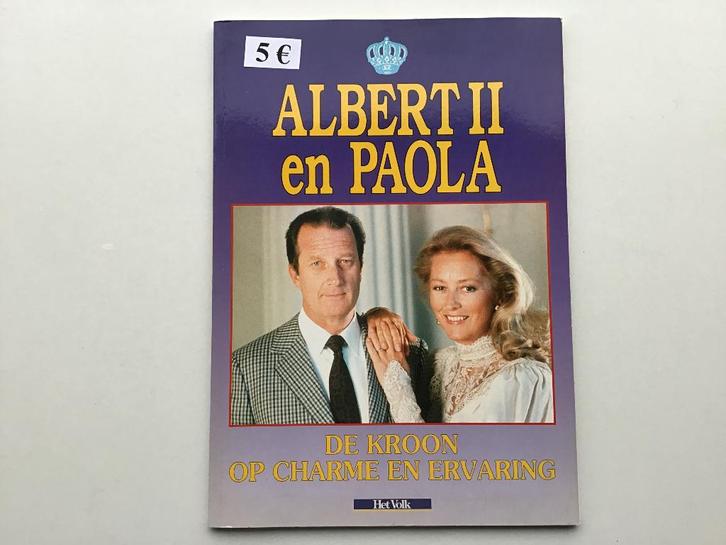 5 €
ALBERT II
en PAOLA
DE KROON
OP CHARME EN ERVARING
Het Volk